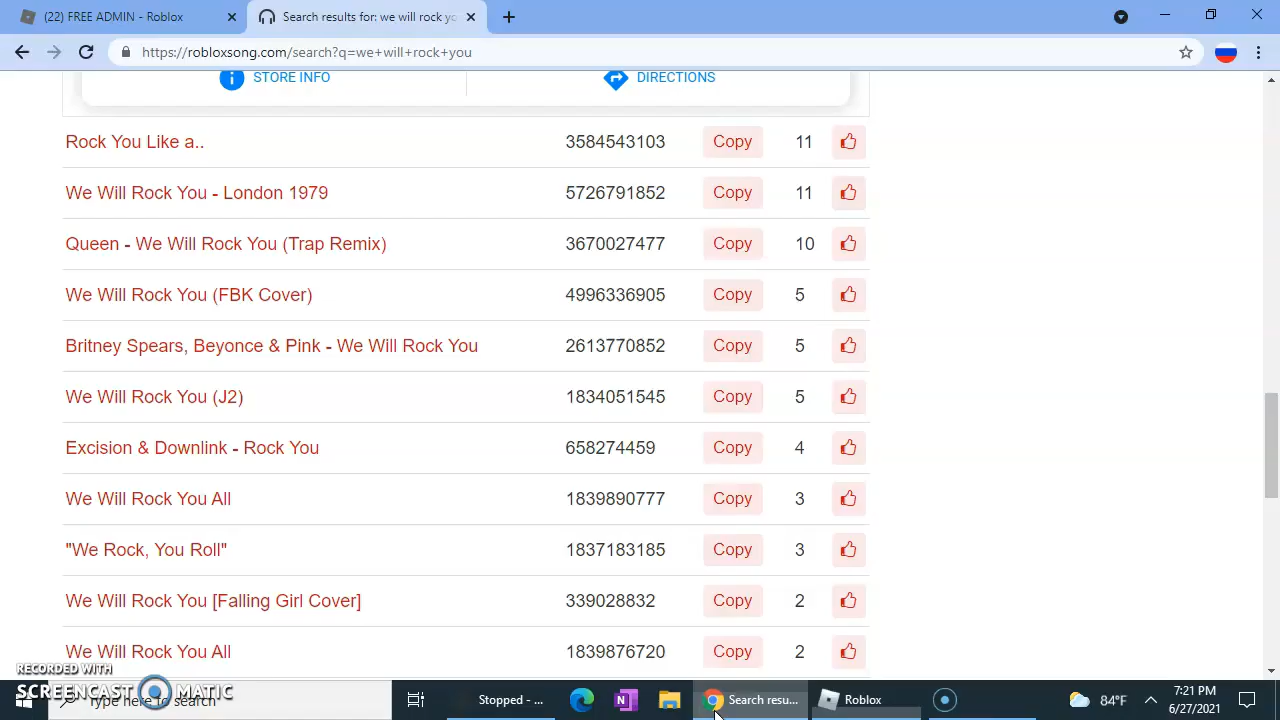 (22) FREE ADMIN - Roblox
Search results for: we will rock yo
https://robloxsong.com/search?q=we+will+rock+you
STORE INFO DIRECTIONS
Rock You Like a.. 3584543103 Copy 11
We Will Rock You - London 1979 5726791852 Copy 11
Queen - We Will Rock You (Trap Remix) 3670027477 Copy 10
We Will Rock You (FBK Cover) 4996336905 Copy 5
Britney Spears, Beyonce & Pink - We Will Rock You 2613770852 Copy 5
We Will Rock You (J2) 1834051545 Copy 5
Excision & Downlink - Rock You 658274459 Copy 4
We Will Rock You All 1839890777 Copy 3
"We Rock, You Roll" 1837183185 Copy 3
We Will Rock You [Falling Girl Cover] 339028832 Copy 2
We Will Rock You All 1839876720 Copy 2
RECORDED WITH
SCREENCAST MATIC
search
Stopped - ...
Search resu...
Roblox
84°F
7:21 PM
6/27/2021